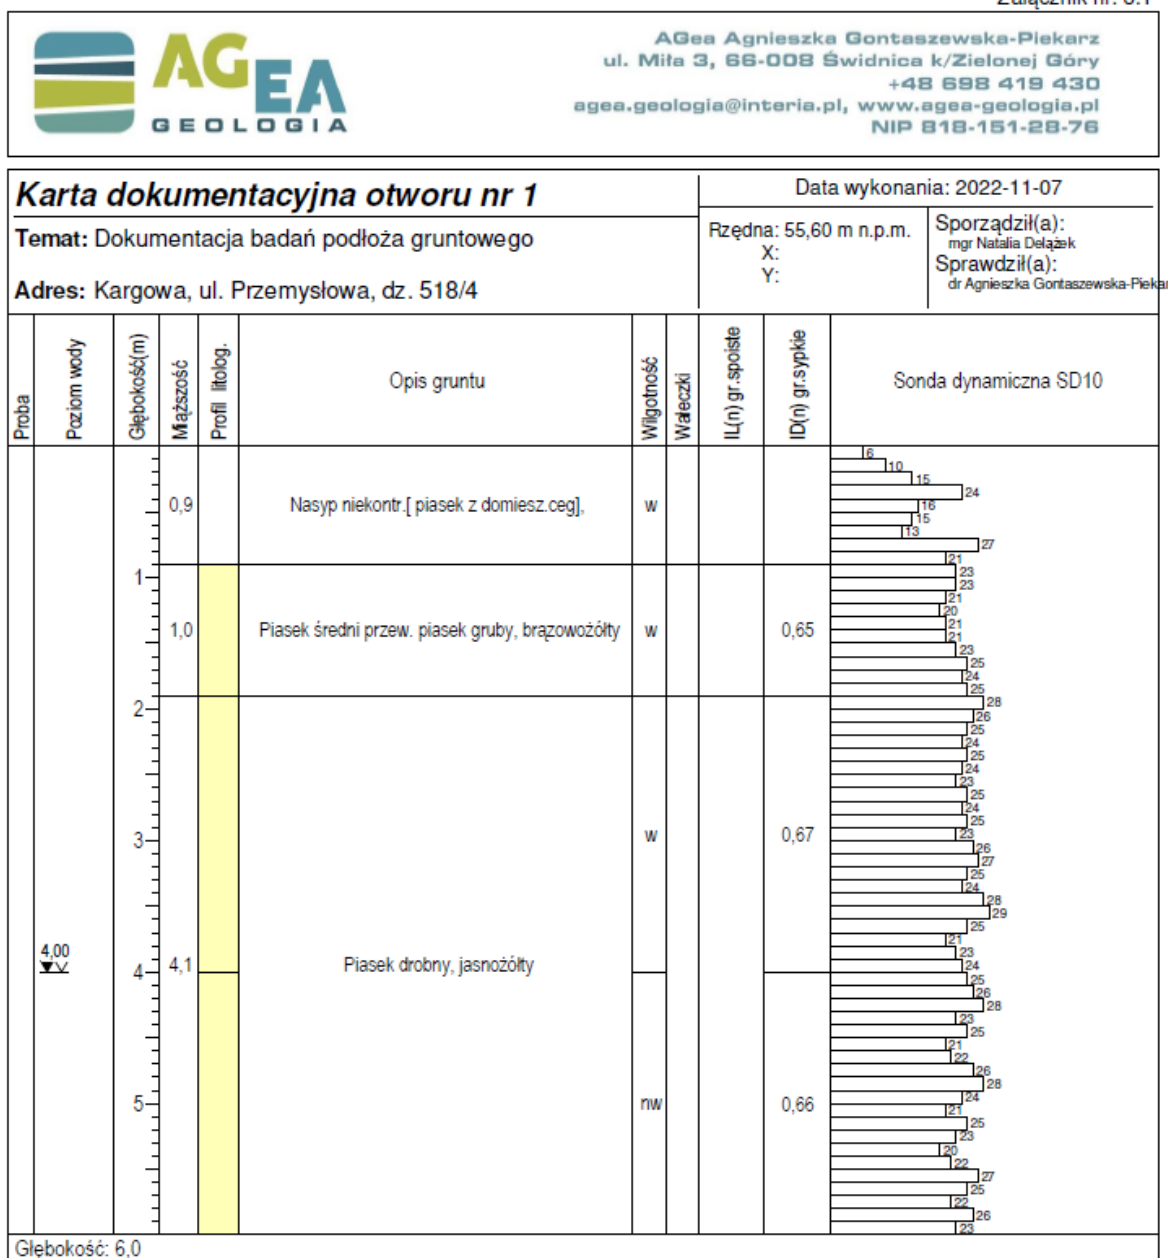 AGEA
GEOLOGIA
AGea Agnieszka Gontaszewska-Piekarz
ul. Miła 3, 66-008 Świdnica k/Zielonej Góry
+48 698 419 430
agea.geologia@interia.pl, www.agea-geologia.pl
NIP 818-151-28-76
Karta dokumentacyjna otworu nr 1
Temat: Dokumentacja badań podłoża gruntowego
Adres: Kargowa, ul. Przemysłowa, dz. 518/4
Data wykonania: 2022-11-07
Rzędna: 55,60 m n.p.m.
X:
Y:
Sporządził(a):
mgr Natalia Delążek
Sprawdził(a):
dr Agnieszka Gontaszewska-Piekar
Proba
Poziom wody
Głębokość(m)
Miąższość
Profil litolog.
Opis gruntu
Wilgotność
Wałeczki
IL(n) gr.spoiste
ID(n) gr.sypkie
Sonda dynamiczna SD10
0,9 Nasyp niekontr.[ piasek z domiesz.ceg], w
1
1,0 Piasek średni przew. piasek gruby, brązowożółty w 0,65
2
3 w 0,67
4,00
4 4,1 Piasek drobny, jasnożółty
5 nw 0,66
6
10
15
24
16
15
13
27
21
23
23
21
20
21
21
23
25
24
25
28
26
25
24
25
24
23
25
24
25
23
26
27
25
24
28
29
25
21
23
24
25
26
28
23
25
21
22
26
28
24
21
25
23
20
22
27
25
22
26
23
Głębokość: 6,0